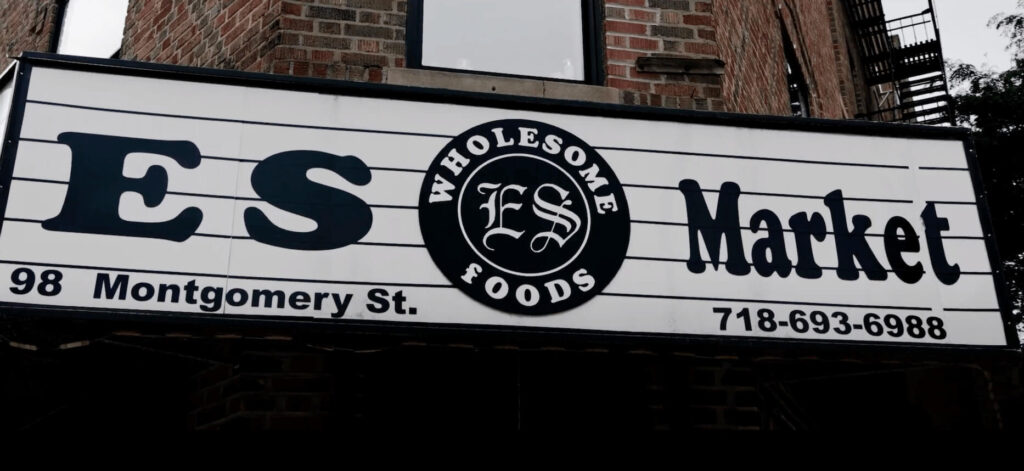 ES
WHOLESOME
ES
fOODS
Market
98 Montgomery St.
718-693-6988